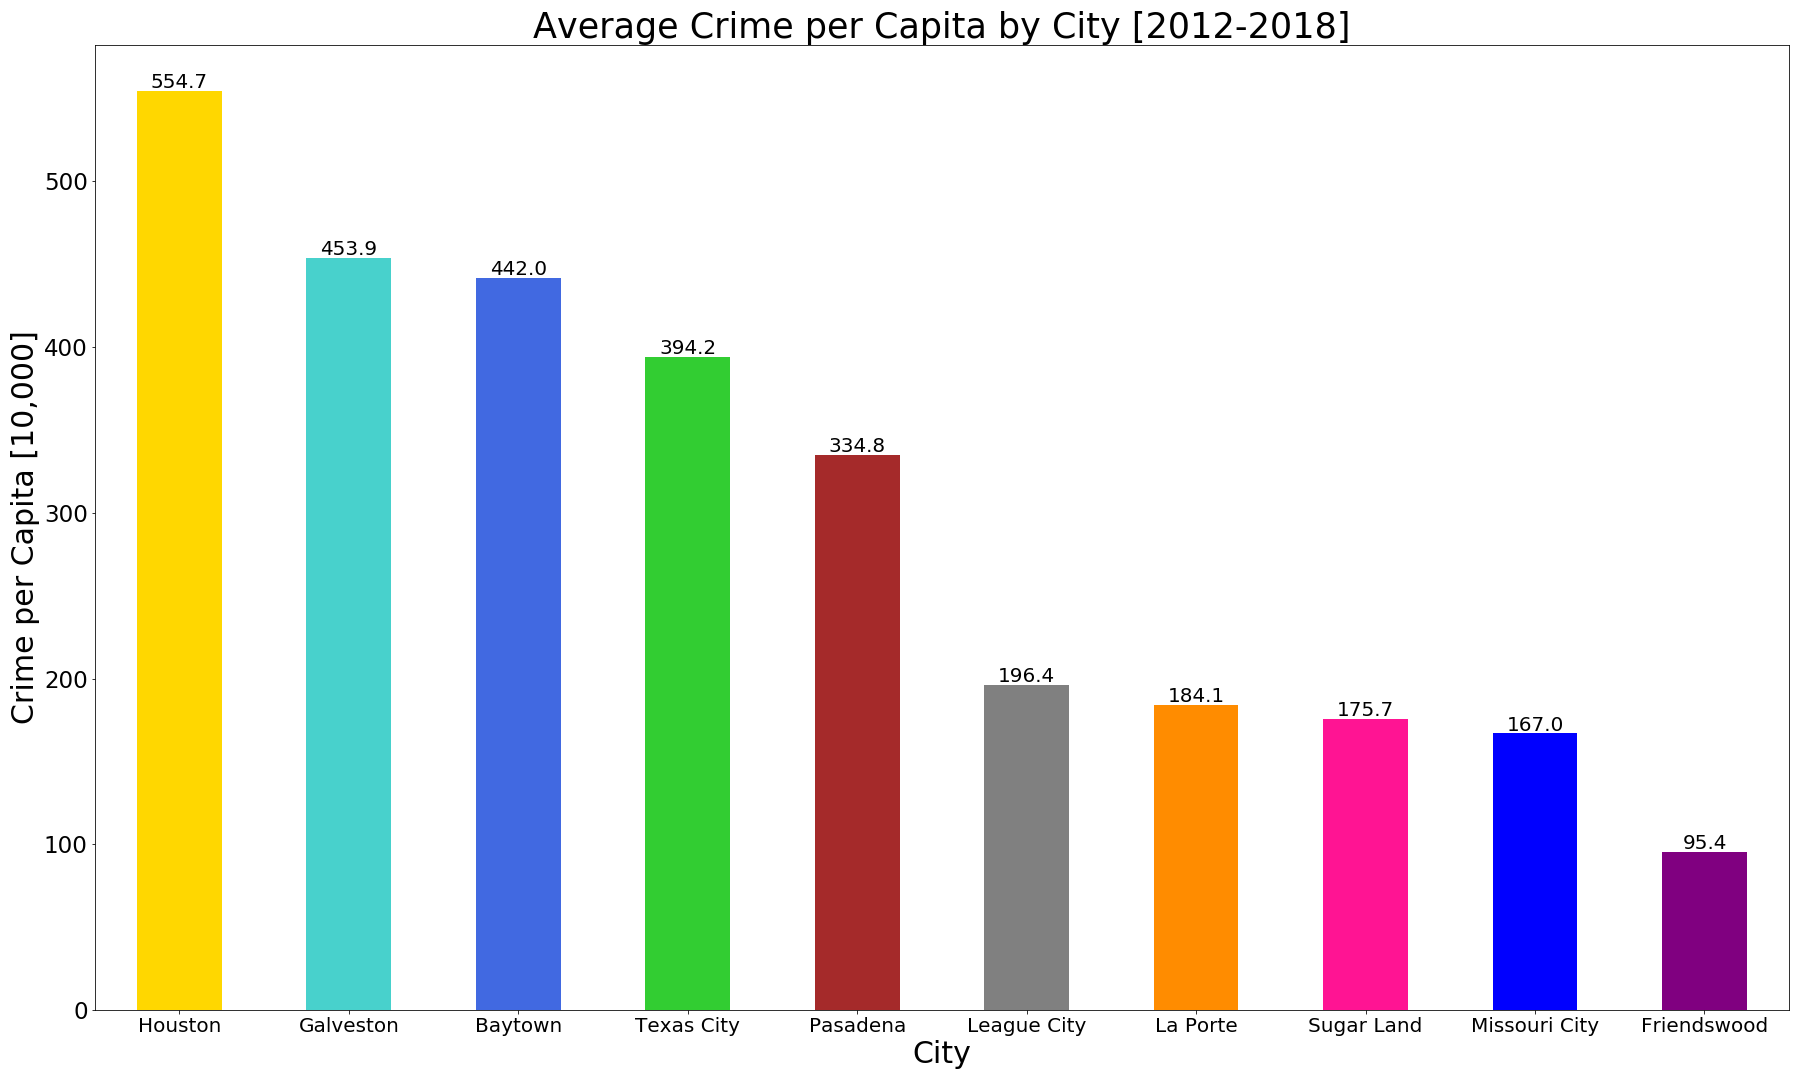 Average Crime per Capita by City [2012-2018]
Crime per Capita [10,000]
500
400
300
200
100
0
554.7
453.9
442.0
394.2
334.8
196.4
184.1
175.7
167.0
95.4
Houston
Galveston
Baytown
Texas City
Pasadena
League City
La Porte
Sugar Land
Missouri City
Friendswood
City